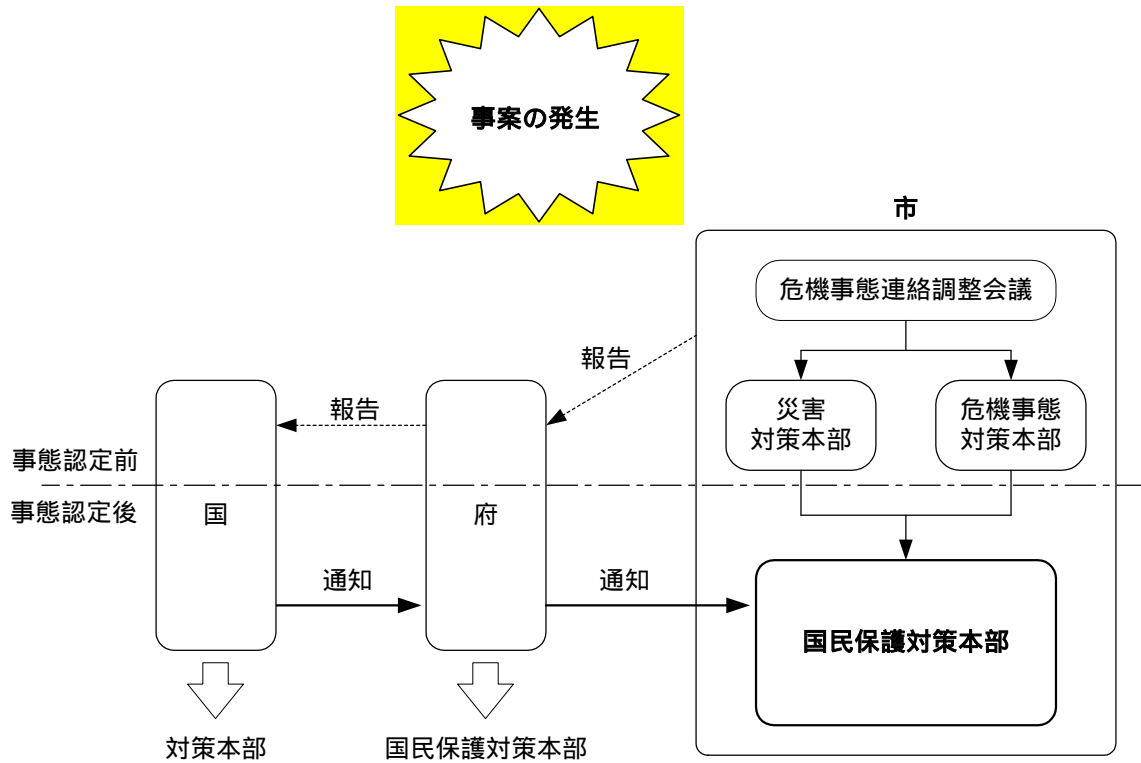 事案の発生
市
危機事態連絡調整会議
報告
報告
災害
対策本部
危機事態
対策本部
事態認定前
事態認定後
国
府
通知
通知
国民保護対策本部
対策本部
国民保護対策本部